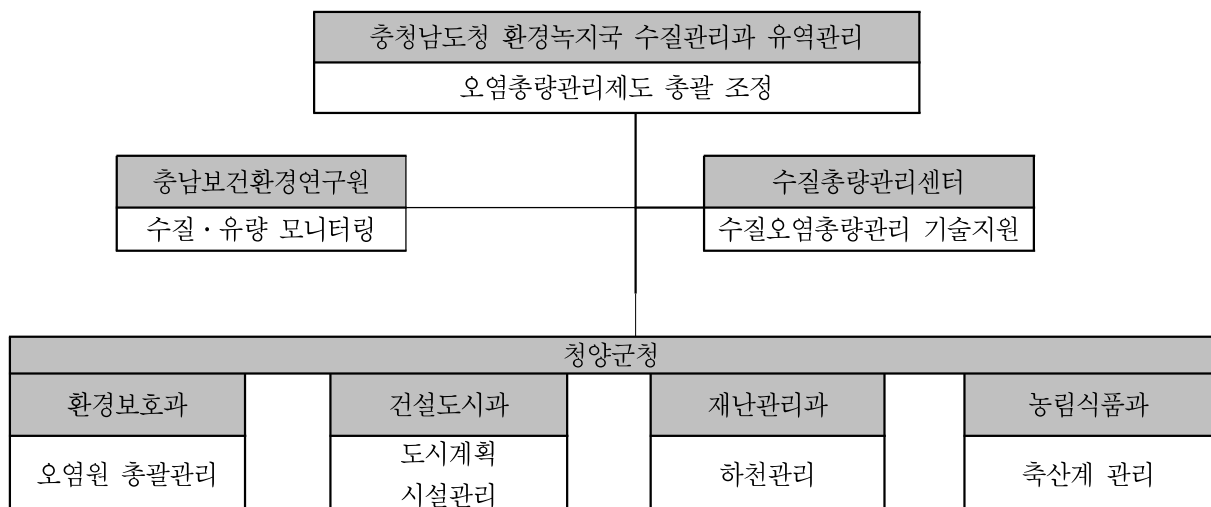 충청남도청 환경녹지국 수질관리과 유역관리
오염총량관리제도 총괄 조정
충남보건환경연구원
수질·유량 모니터링
수질총량관리센터
수질오염총량관리 기술지원
청양군청
환경보호과
오염원 총괄관리
건설도시과
도시계획
시설관리
재난관리과
하천관리
농림식품과
축산계 관리